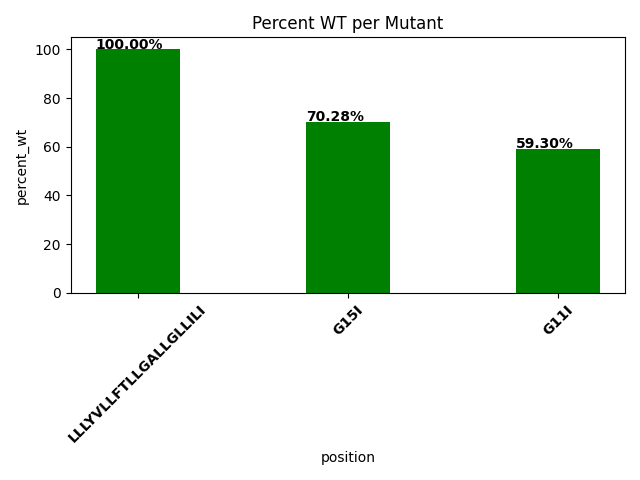 Percent WT per Mutant
percent_wt
100
80
60
40
20
0
100.00%
70.28%
59.30%
LLLYVLLFTLLGALLGLLILI
G15I
G11I
position